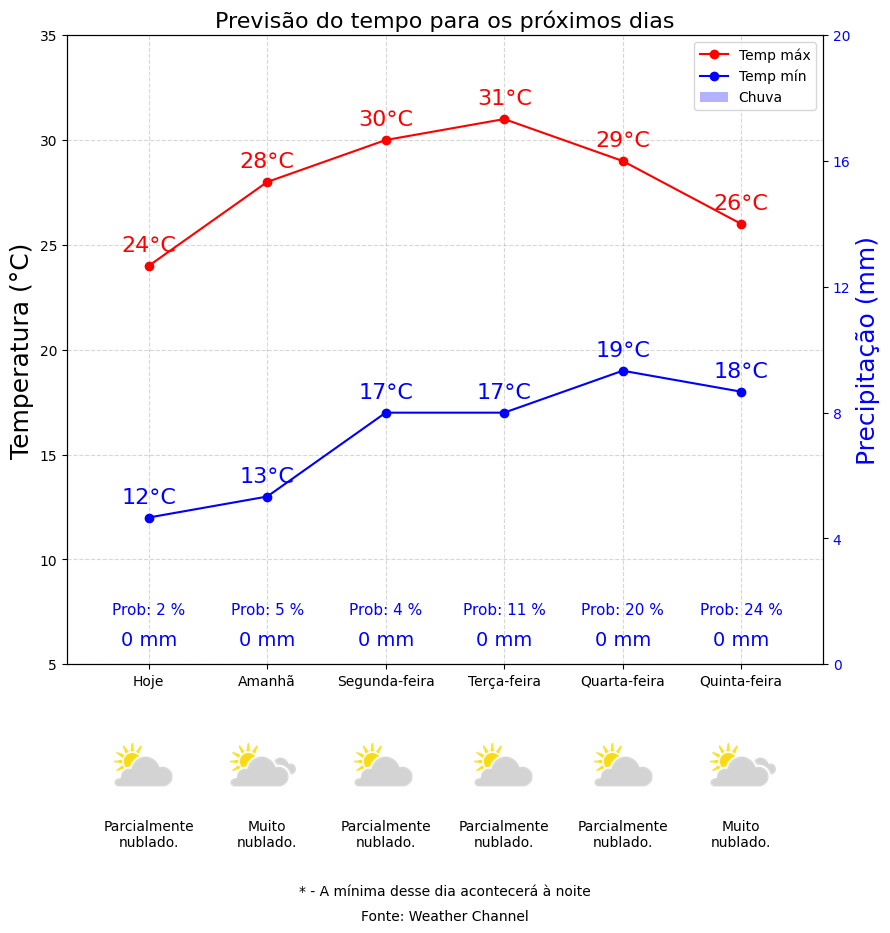 Previsão do tempo para os próximos dias
Temp máx
Temp mín
Chuva
Temperatura (°C)
35
30
25
20
15
10
5
Precipitação (mm)
20
16
12
8
4
0
24°C
28°C
30°C
31°C
29°C
26°C
12°C
13°C
17°C
17°C
19°C
18°C
Prob: 2 %
Prob: 5 %
Prob: 4 %
Prob: 11 %
Prob: 20 %
Prob: 24 %
0 mm
0 mm
0 mm
0 mm
0 mm
0 mm
Hoje
Amanhã
Segunda-feira
Terça-feira
Quarta-feira
Quinta-feira
Parcialmente
nublado.
Muito
nublado.
Parcialmente
nublado.
Parcialmente
nublado.
Parcialmente
nublado.
Muito
nublado.
* - A mínima desse dia acontecerá à noite
Fonte: Weather Channel